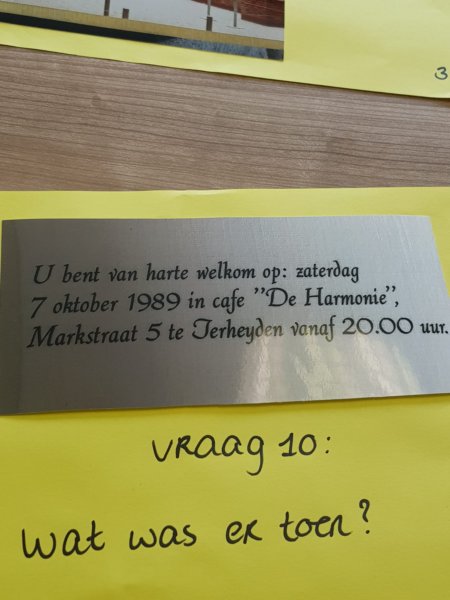 3
U bent van harte welkom op: zaterdag
7 oktober 1989 in cafe "De Harmonie",
Markstraat 5 te Terheyden vanaf 20.00 uur.
vraag 10:
Wat was er toen?